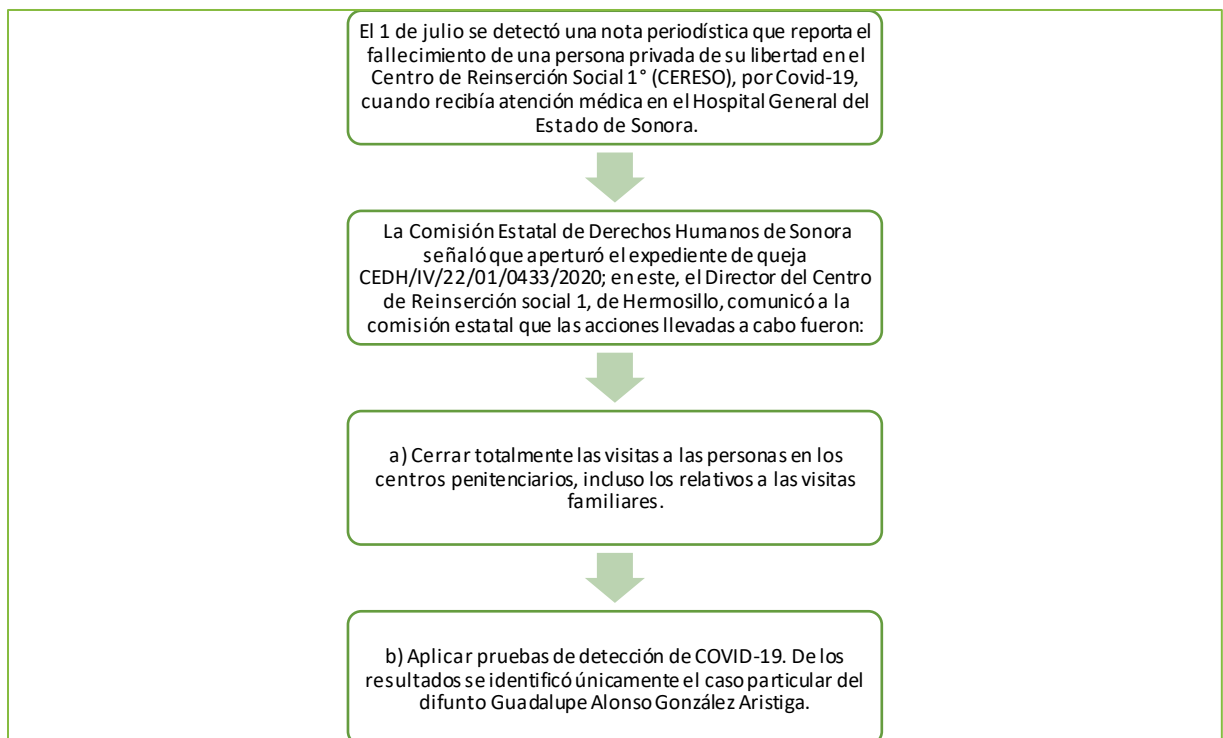 El 1 de julio se detectó una nota periodística que reporta el
fallecimiento de una persona privada de su libertad en el
Centro de Reinserción Social 1° (CERESO), por Covid-19,
cuando recibía atención médica en el Hospital General del
Estado de Sonora.
La Comisión Estatal de Derechos Humanos de Sonora
señaló que aperturó el expediente de queja
CEDH/IV/22/01/0433/2020; en este, el Director del Centro
de Reinserción social 1, de Hermosillo, comunicó a la
comisión estatal que las acciones llevadas a cabo fueron:
a) Cerrar totalmente las visitas a las personas en los
centros penitenciarios, incluso los relativos a las visitas
familiares.
b) Aplicar pruebas de detección de COVID-19. De los
resultados se identificó únicamente el caso particular del
difunto Guadalupe Alonso González Aristiga.